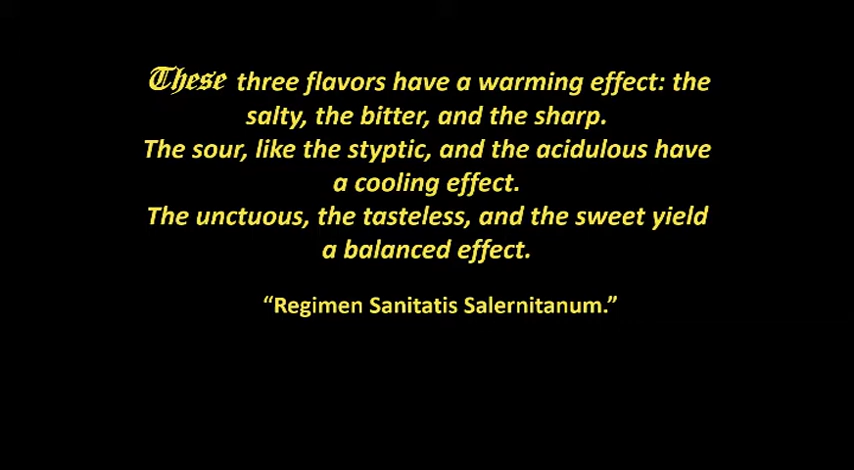 These three flavors have a warming effect: the
salty, the bitter, and the sharp.
The sour, like the styptic, and the acidulous have
a cooling effect.
The unctuous, the tasteless, and the sweet yield
a balanced effect.
“Regimen Sanitatis Salernitanum.”